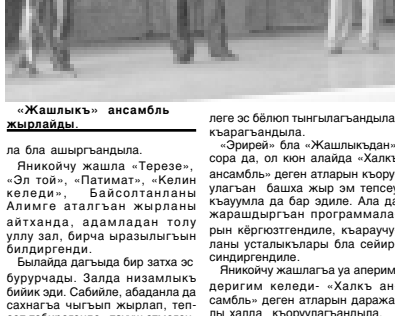 «Жашлыкъ» ансамбль
жырлайды.
ла бла ашыргъандыла.
Яникойчу жашла «Терезе»,
«Эл той», «Патимат», «Келин
келеди», Байсолтанланы
Алимге аталгъан жырланы
айтханда, адамладан толу
уллу зал, бирча ыразылыгъын
билдиргенди.
Былайда дагъыда бир затха эс
бурурчады. Залда низамлыкъ
бийик эди. Сабийле, абаданла да
сахнагъа чыгъып жырлап, теп-
леге эс бёлюп тынгылагъандыла
къарагъандыла.
«Эрирей» бла «Жашлыкъдан»
сора да, ол кюн алайда «Халкъ
ансамбль» деген атларын къору
улагъан башха жыр эм тепсеу
къауумла да бар эдиле. Ала да
жарашдыргъан программала
рын кёргюзтгендиле, къараучу
ланы усталыкълары бла сейир
синдиргендиле.
Яникойчу жашлагъа уа аперим
деригим келеди- «Халкъ ан
самбль» деген атларын даража
лы халда къоруулагъандыла.